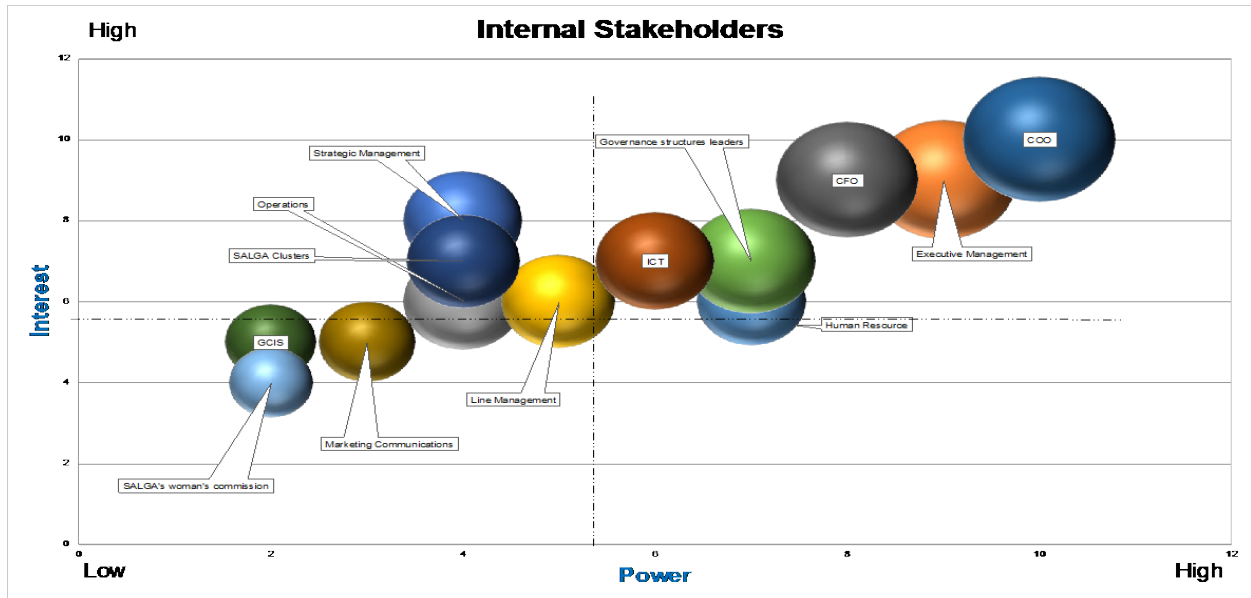 High
Internal Stakeholders
12
10
8
6
4
2
0
Interest
Strategic Management
Operations
SALGA Clusters
Governance structures leaders
CFO
COO
ICT
Executive Management
GCIS
Human Resource
Line Management
Marketing Communications
SALGA's woman's commission
0
2
4
6
8
10
12
Low
Power
High